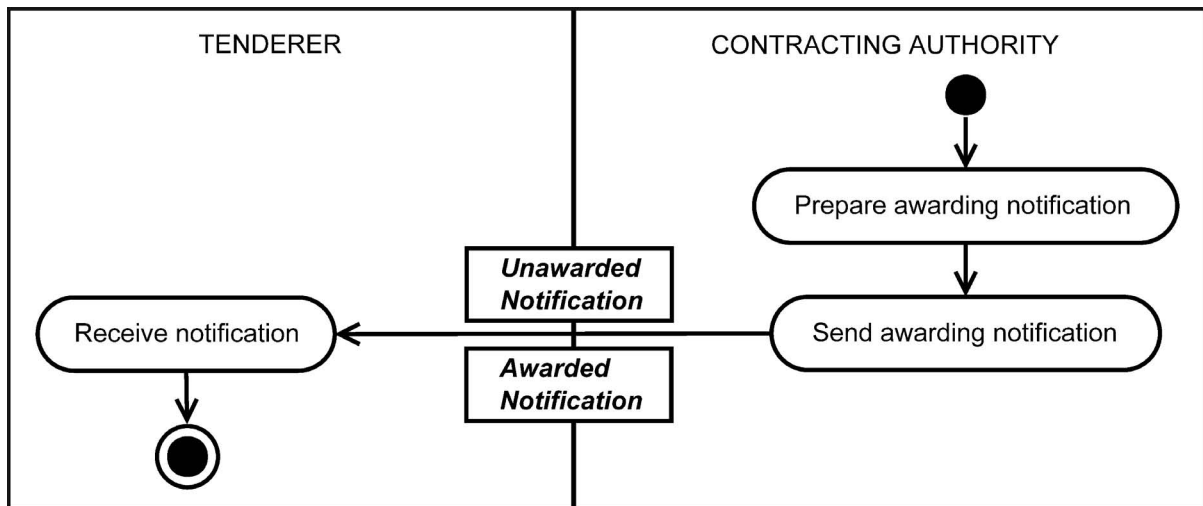 TENDERER
CONTRACTING AUTHORITY
Prepare awarding notification
Unawarded
Notification
Receive notification
Send awarding notification
Awarded
Notification